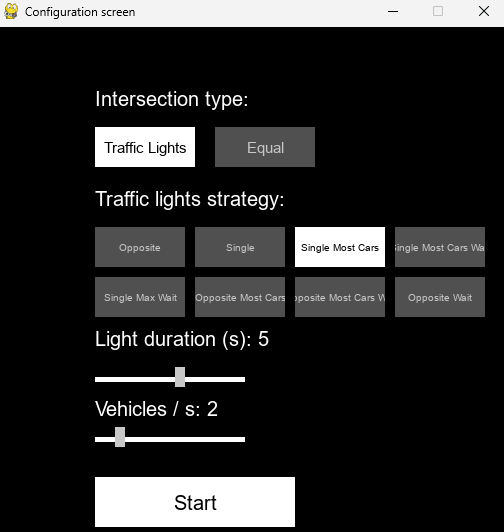 Configuration screen
Intersection type:
Traffic Lights Equal
Traffic lights strategy:
Opposite Single Single Most Cars Single Most Cars Wa
Single Max Wait Opposite Most Cars pposite Most Cars W Opposite Wait
Light duration (s): 5
Vehicles / s: 2
Start